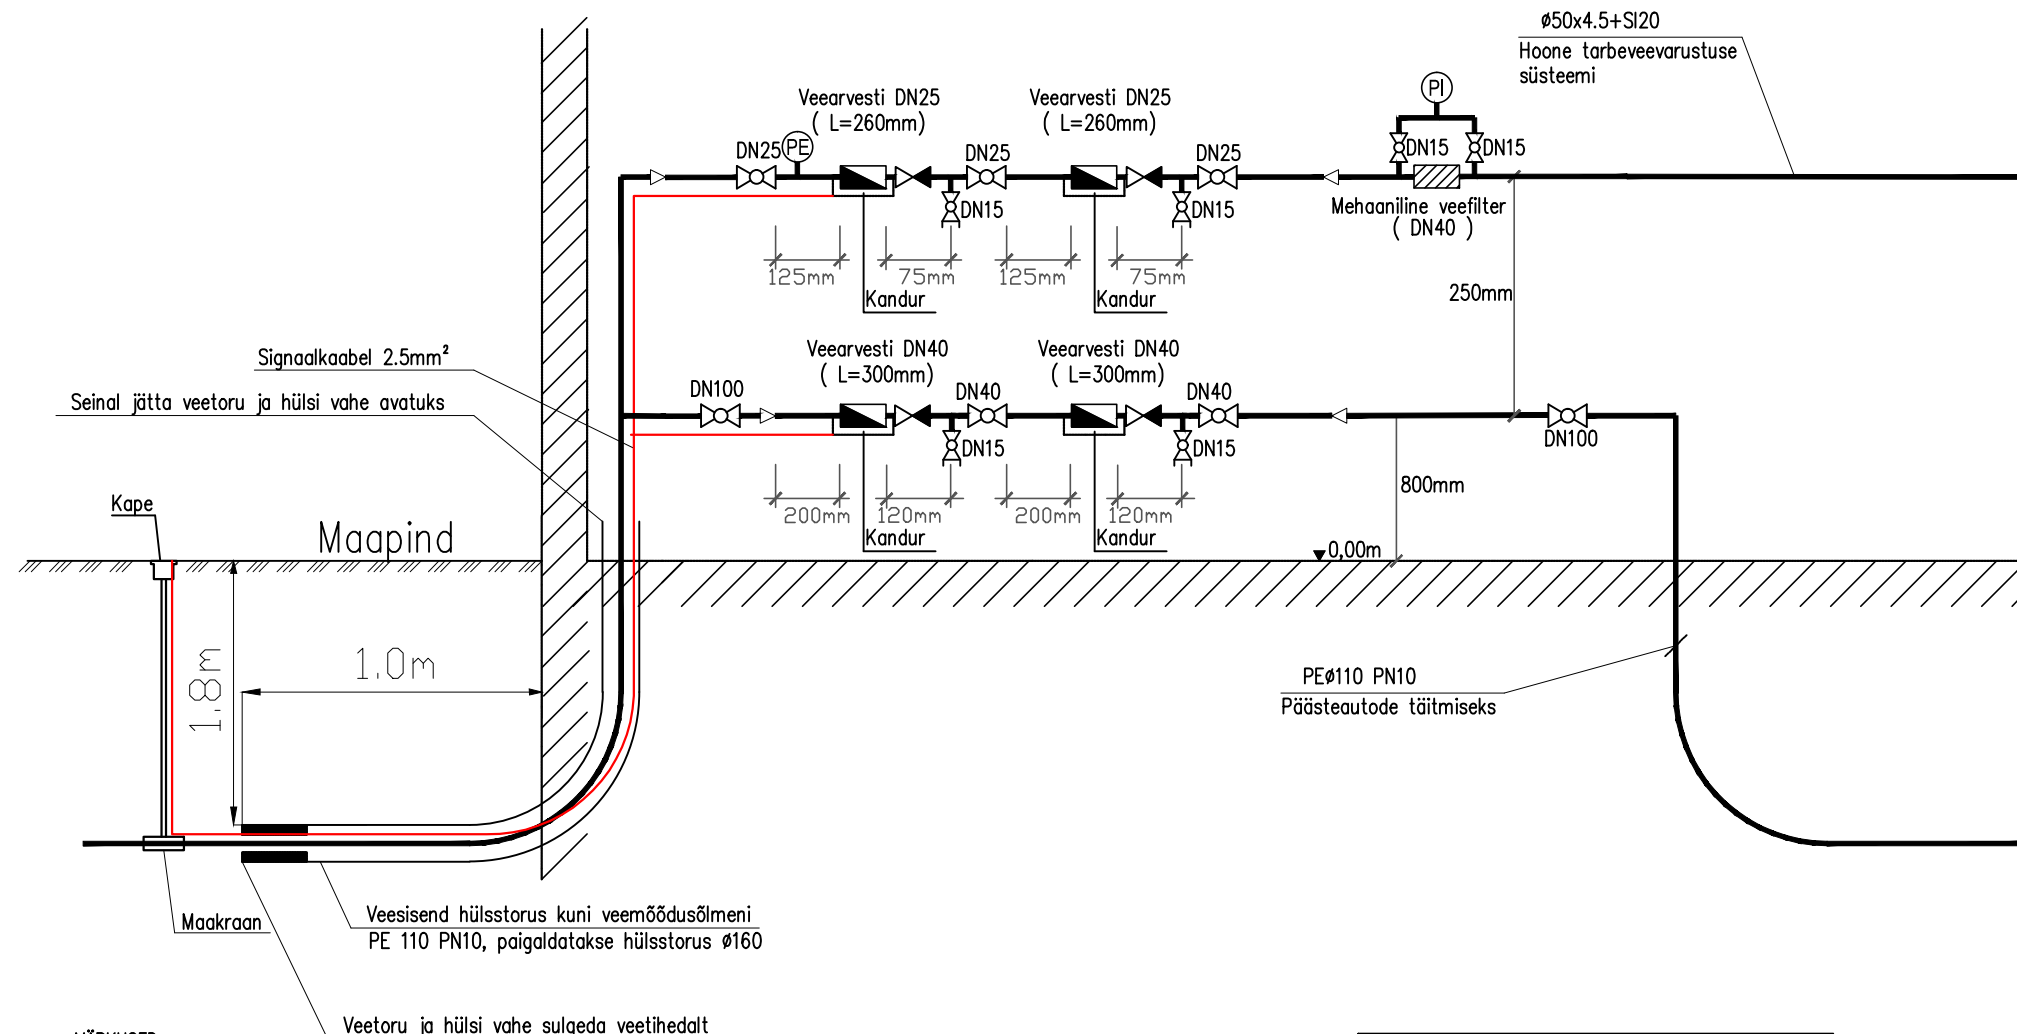 ø50x4.5+SI20
Hoone tarbeveevarustuse
süsteemi
PI
Veearvesti DN25
( L=260mm)
Veearvesti DN25
( L=260mm)
DN25
PE
DN25
DN25
DN15
DN15
DN15
DN15
Mehaaniline veefilter
( DN40 )
125mm
75mm
125mm
75mm
Kandur
Kandur
250mm
Signaalkaabel 2.5mm²
Seinal jätta veetoru ja hülsi vahe avatuks
Veearvesti DN40
( L=300mm)
Veearvesti DN40
( L=300mm)
DN100
DN40
DN40
DN15
DN15
DN100
800mm
200mm
120mm
200mm
120mm
Kandur
Kandur
Kape
Maapind
0,00m
1.8m
1.0m
PEø110 PN10
Päästeautode täitmiseks
Maakraan
Veesisend hülsstorus kuni veemõõdusõlmeni
PE 110 PN10, paigaldatakse hülsstorus ø160
Veetoru ja hülsi vahe sulgeda veetihedalt